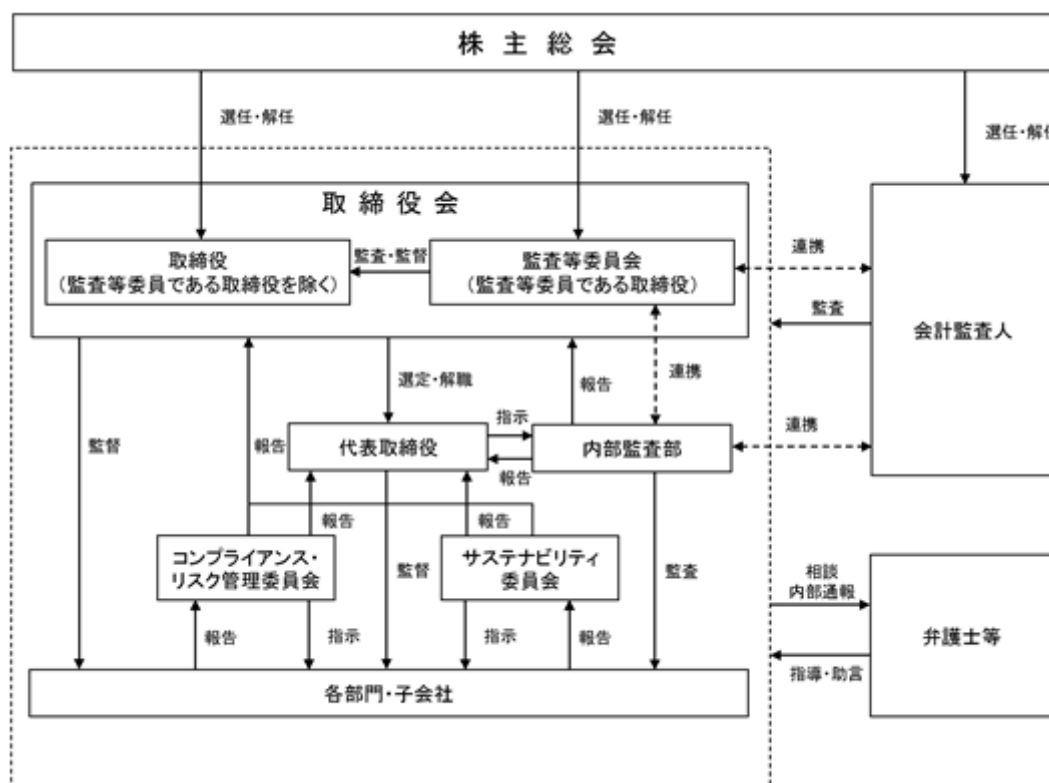 株主総会
選任・解任
選任・解任
選任・解任
取締役会
取締役
（監査等委員である取締役を除く）
監査・監督
監査等委員会
（監査等委員である取締役）
連携
監査
会計監査人
選定・解職
報告
連携
指示
連携
監督
報告
代表取締役
内部監査部
報告
報告
報告
コンプライアンス・
リスク管理委員会
監督
サステナビリティ
委員会
監査
相談
内部通報
弁護士等
報告
指示
指示
報告
指導・助言
各部門・子会社